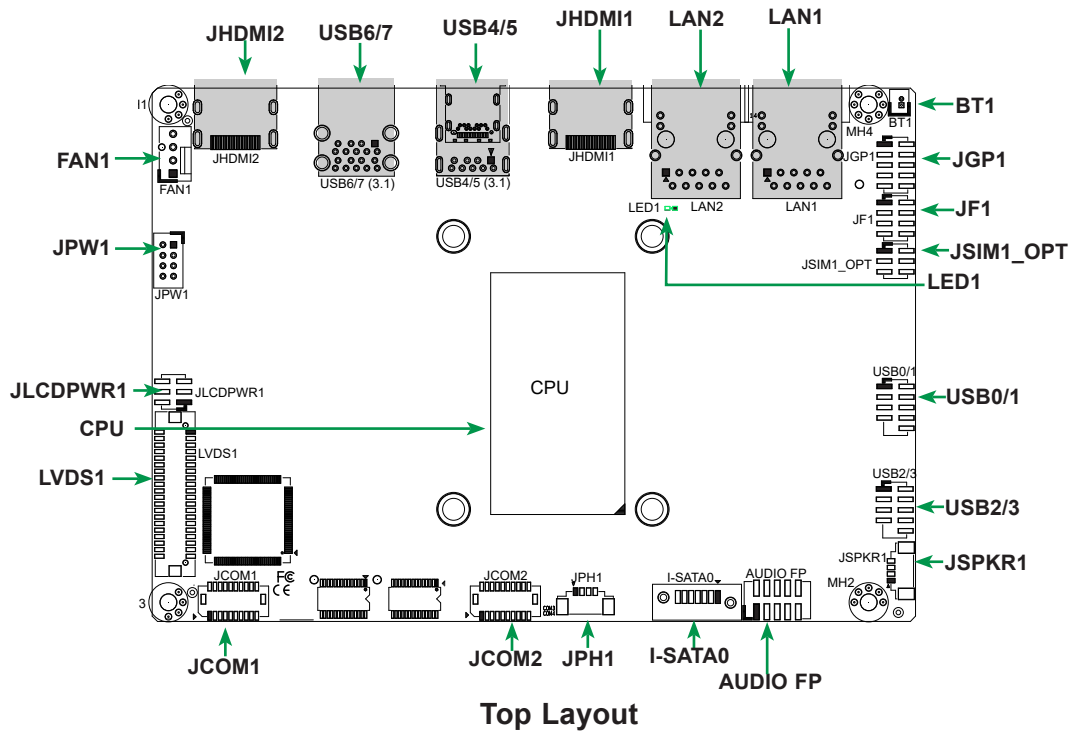 JHDMI2
USB6/7
USB4/5
JHDMI1
LAN2
LAN1
I1
JHDMI2
USB6/7 (3.1)
USB4/5 (3.1)
JHDMI1
LAN2
LAN1
MH4
BT1
BT1
FAN1
FAN1
JGP1
JGP1
LED1
JF1
JF1
JPW1
JPW1
JSIM1_OPT
JSIM1_OPT
LED1
CPU
USB0/1
JLCDPWR1
JLCDPWR1
USB0/1
CPU
LVDS1
LVDS1
USB2/3
USB2/3
JSPKR1
JSPKR1
3
JCOM1
FC
CE
JCOM2
JPH1
I-SATA0
AUDIO FP
MH2
JCOM1
JCOM2
JPH1
I-SATA0
AUDIO FP
Top Layout